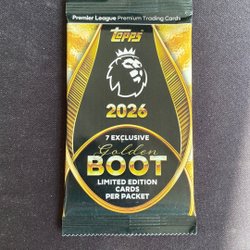 Premier League Premium Trading Cards
Topps
2026
7 EXCLUSIVE
Golden
BOOT
LIMITED EDITION
CARDS
PER PACKET